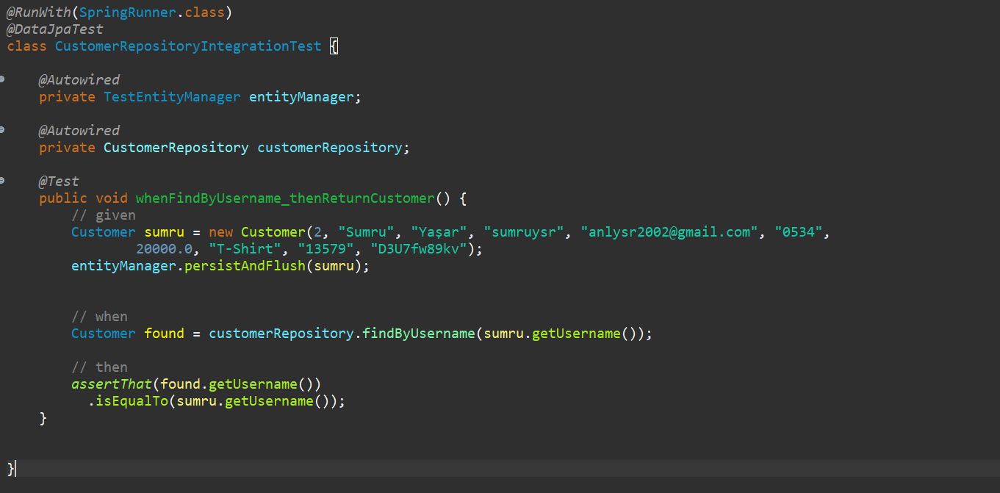 @RunWith(SpringRunner.class)
@DataJpaTest
class CustomerRepositoryIntegrationTest {
@Autowired
private TestEntityManager entityManager;
@Autowired
private CustomerRepository customerRepository;
@Test
public void whenFindByUsername_thenReturnCustomer() {
// given
Customer sumru = new Customer(2, "Sumru", "Yaşar", "sumruysr", "anlysr2002@gmail.com", "0534",
20000.0, "T-Shirt", "13579", "D3U7fw89kv");
entityManager.persistAndFlush(sumru);
// when
Customer found = customerRepository.findByUsername(sumru.getUsername());
// then
assertThat(found.getUsername())
.isEqualTo(sumru.getUsername());
}
}